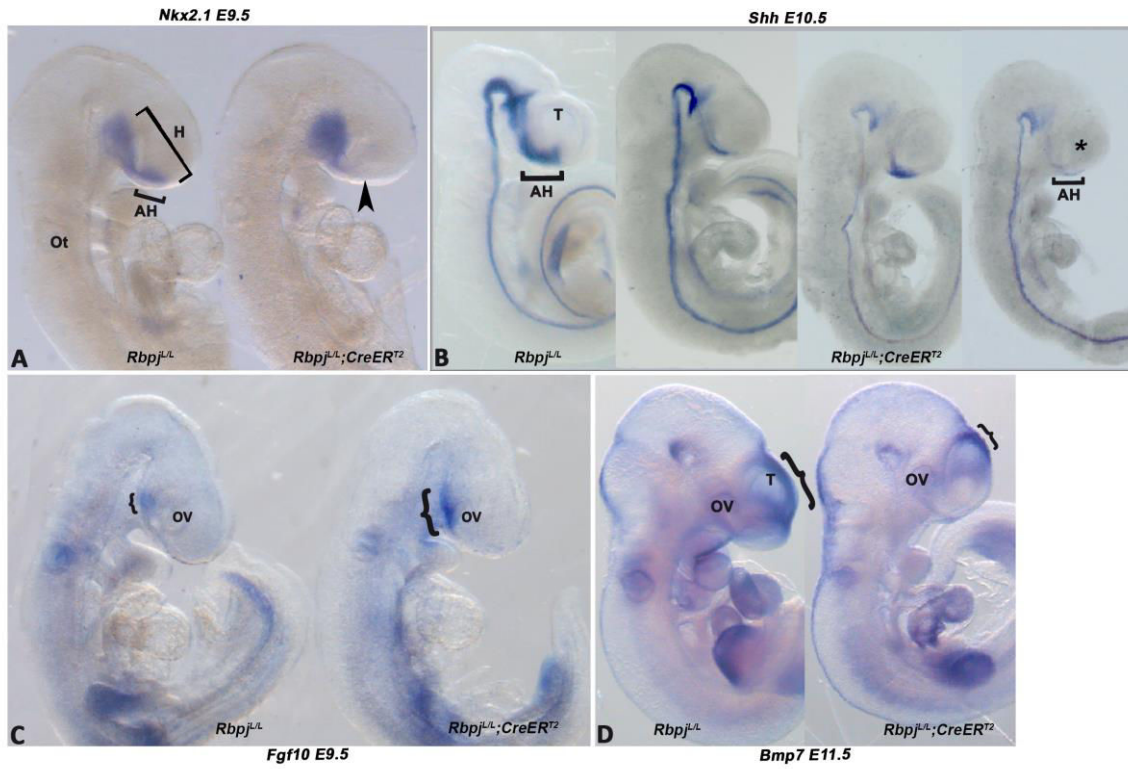 Nkx2.1 E9.5
Shh E10.5
H
AH
Ot
A
Rbpj^L/L
Rbpj^L/L;CreER^T2
T
AH
*
AH
B
Rbpj^L/L
Rbpj^L/L;CreER^T2
{
OV
{
OV
C
Rbpj^L/L
Rbpj^L/L;CreER^T2
T
}
OV
OV
}
D
Rbpj^L/L
Rbpj^L/L;CreER^T2
Fgf10 E9.5
Bmp7 E11.5